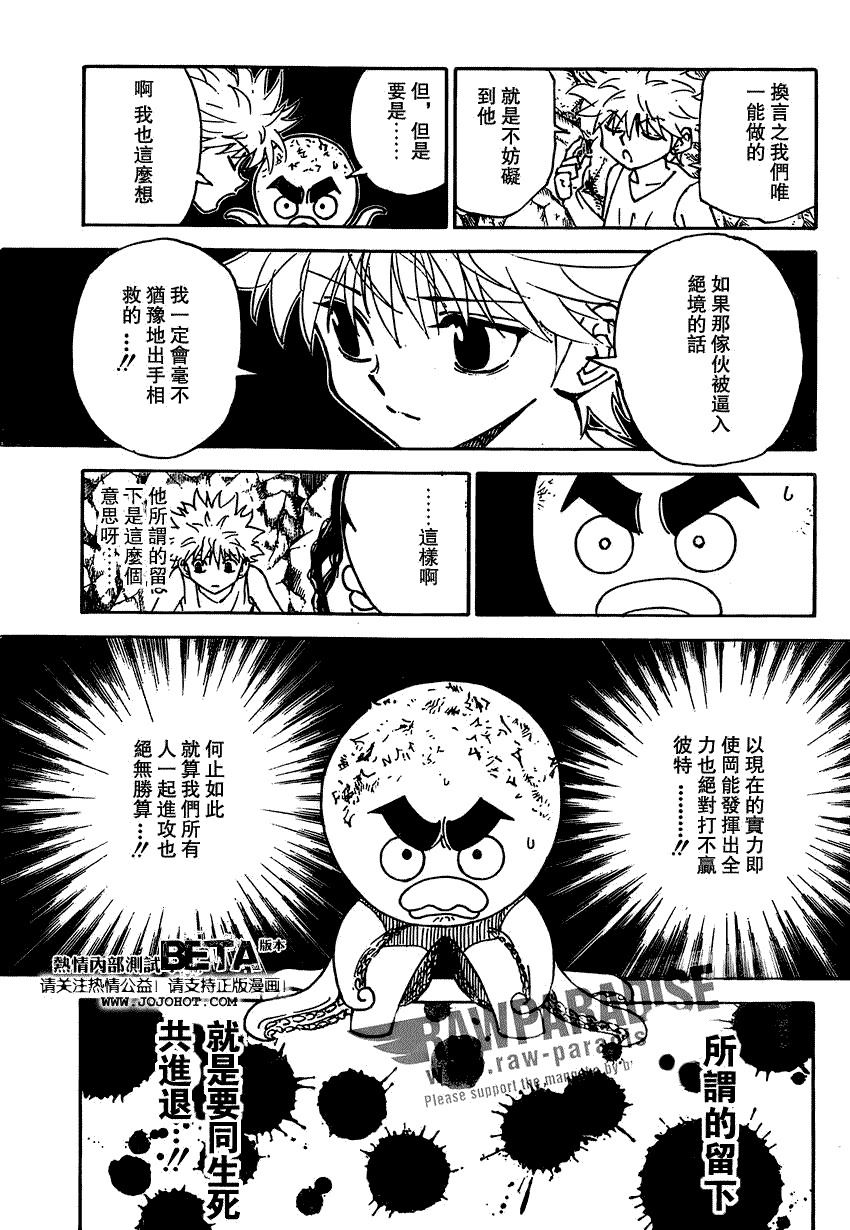 換言之我們唯
一能做的
就是不妨礙
到他
但，但是
要是……
啊 我也這麼想
如果那傢伙被逼入
絕境的話
我一定會毫不
猶豫地出手相
救的…!!
……這樣啊
他所謂的留
下是這麼個
意思呀……
以現在的實力即
使岡能發揮出全
力也絕對打不贏
彼特………!!
何止如此
就算我們所有
人一起進攻也
絕無勝算…!!
熱情內部測試BETA版本
请关注热情公益! 请支持正版漫画!
WWW.JOJOHOT.COM
RAWPARADISE
.raw-paradis
Please support the mangaka by b
所謂的留下
就是要同生死
共進退…!!